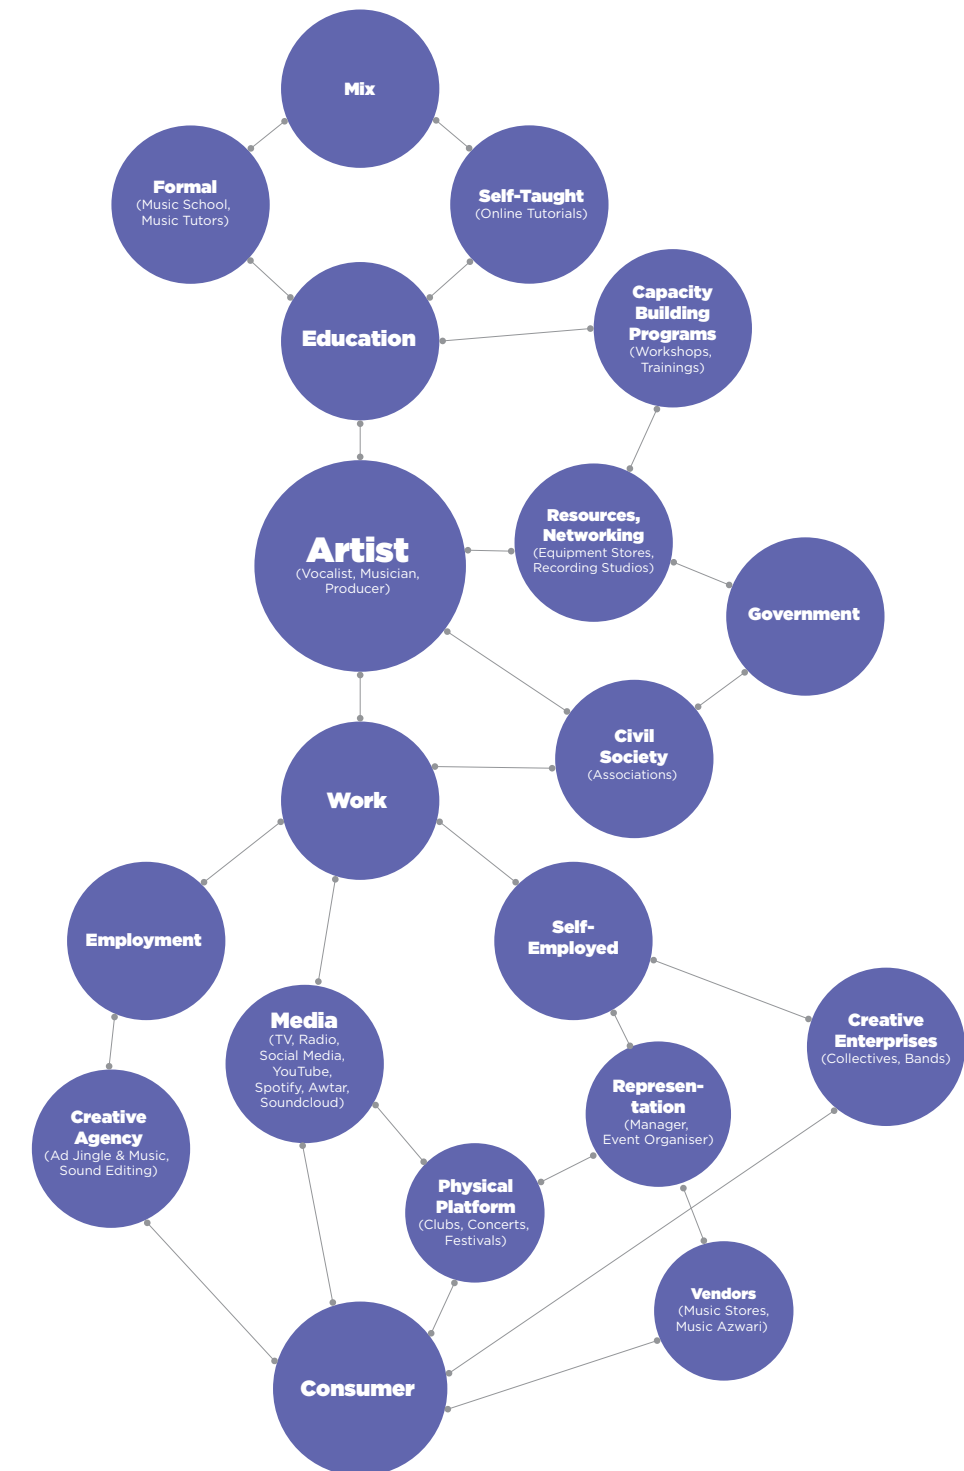 Mix
Formal
(Music School,
Music Tutors)
Self-Taught
(Online Tutorials)
Education
Capacity
Building
Programs
(Workshops,
Trainings)
Artist
(Vocalist, Musician,
Producer)
Resources,
Networking
(Equipment Stores,
Recording Studios)
Government
Civil
Society
(Associations)
Work
Employment
Self-
Employed
Media
(TV, Radio,
Social Media,
YouTube,
Spotify, Awtar,
Soundcloud)
Creative
Enterprises
(Collectives, Bands)
Represen-
tation
(Manager,
Event Organiser)
Creative
Agency
(Ad Jingle & Music,
Sound Editing)
Physical
Platform
(Clubs, Concerts,
Festivals)
Vendors
(Music Stores,
Music Azwari)
Consumer